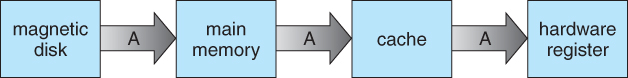 magnetic
disk
A
main
memory
A
cache
A
hardware
register